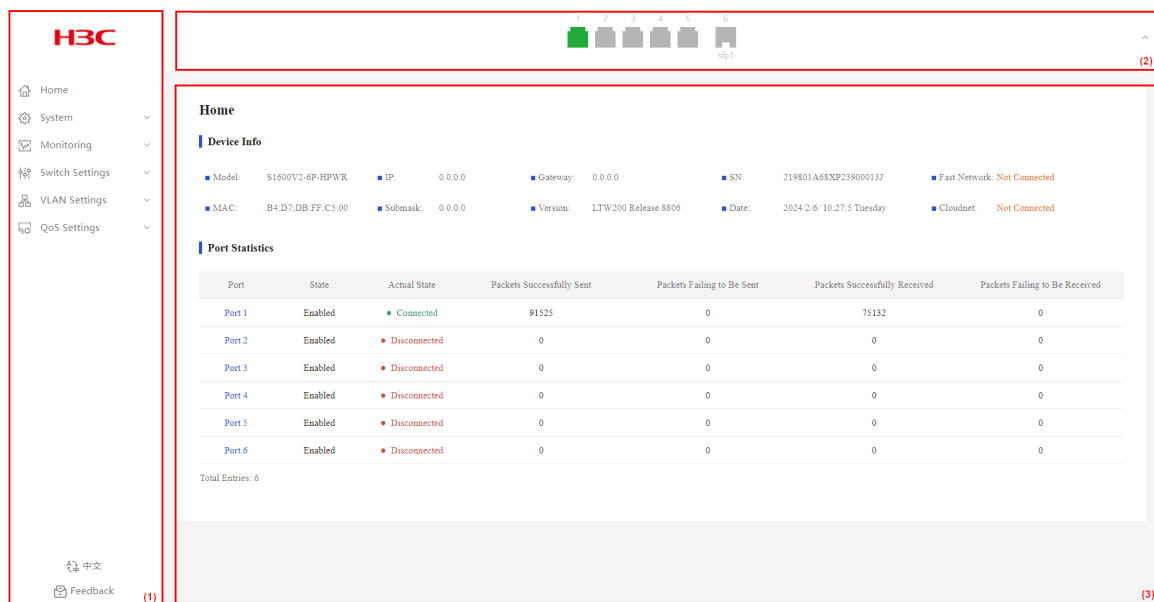 H3C
Home
System
Monitoring
Switch Settings
VLAN Settings
QoS Settings
中文
Feedback
(1)
1 2 3 4 5 6
sfp1
(2)
Home
Device Info
Model: S1600V2-6P-HPWR IP: 0.0.0.0 Gateway: 0.0.0.0 SN: 219801A68XP23900013J Fast Network: Not Connected
MAC: B4:D7:DB:FF:C5:00 Submask: 0.0.0.0 Version: LTW200 Release 8806 Date: 2024/2/6/ 10:27:5 Tuesday Cloudnet: Not Connected
Port Statistics
Port State Actual State Packets Successfully Sent Packets Failing to Be Sent Packets Successfully Received Packets Failing to Be Received
Port 1 Enabled Connected 91525 0 75132 0
Port 2 Enabled Disconnected 0 0 0 0
Port 3 Enabled Disconnected 0 0 0 0
Port 4 Enabled Disconnected 0 0 0 0
Port 5 Enabled Disconnected 0 0 0 0
Port 6 Enabled Disconnected 0 0 0 0
Total Entries: 6
(3)